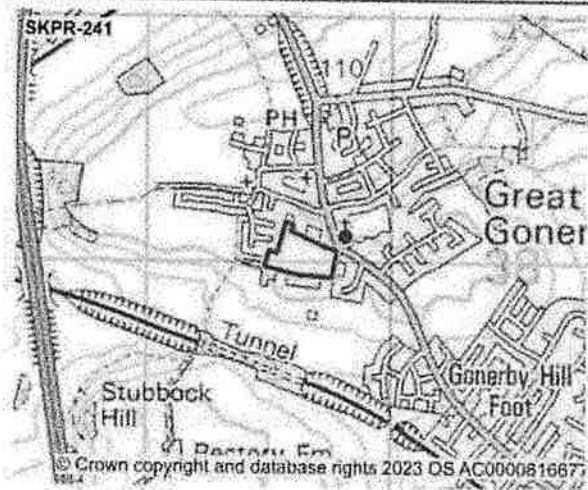 SKPR-241
110
PH
P
Great
Goner
38
Tunnel
Gonerby Hill
Foot
Stubbock
Hill
© Crown copyright and database rights 2023 OS AC0000816677